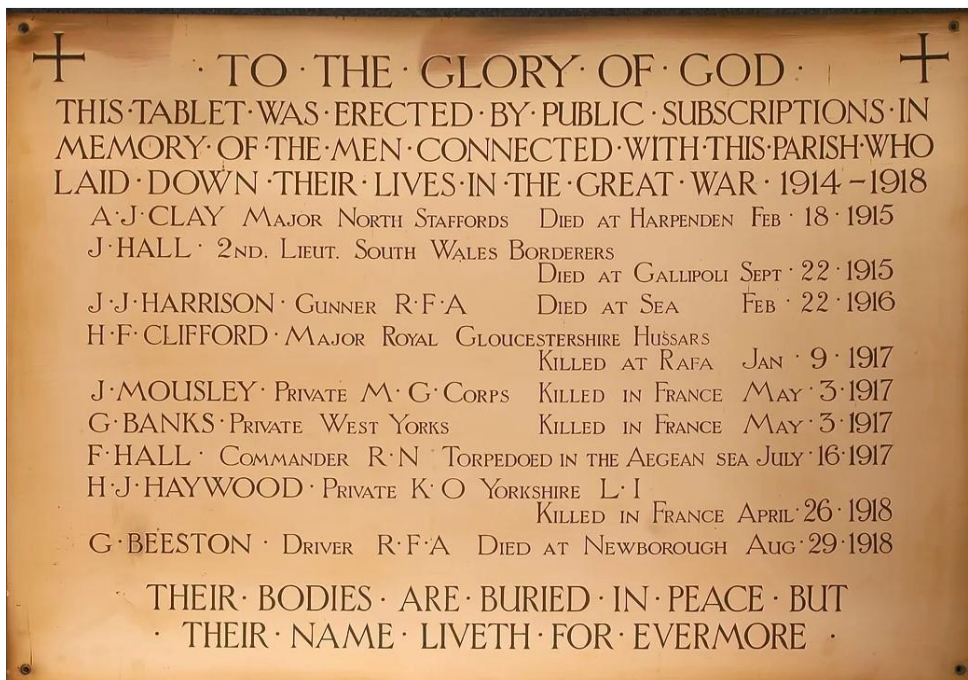 · TO · THE · GLORY · OF · GOD ·
THIS · TABLET · WAS · ERECTED · BY · PUBLIC · SUBSCRIPTIONS · IN
MEMORY · OF · THE · MEN · CONNECTED · WITH · THIS · PARISH · WHO
LAID · DOWN · THEIR · LIVES · IN · THE · GREAT · WAR · 1914 – 1918
A · J · CLAY MAJOR NORTH STAFFORDS DIED AT HARPENDEN FEB · 18 · 1915
J · HALL · 2ND. LIEUT. SOUTH WALES BORDERERS
DIED AT GALLIPOLI SEPT · 22 · 1915
J · J · HARRISON · GUNNER R · F · A DIED AT SEA FEB · 22 · 1916
H · F · CLIFFORD · MAJOR ROYAL GLOUCESTERSHIRE HUSSARS
KILLED AT RAFA JAN · 9 · 1917
J · MOUSLEY · PRIVATE M · G · CORPS KILLED IN FRANCE MAY · 3 · 1917
G · BANKS · PRIVATE WEST YORKS KILLED IN FRANCE MAY · 3 · 1917
F · HALL · COMMANDER R · N · TORPEDOED IN THE AEGEAN SEA JULY · 16 · 1917
H · J · HAYWOOD · PRIVATE K · O YORKSHIRE L · I
KILLED IN FRANCE APRIL · 26 · 1918
G · BEESTON · DRIVER R · F · A DIED AT NEWBOROUGH AUG · 29 · 1918
THEIR · BODIES · ARE · BURIED · IN · PEACE · BUT
· THEIR · NAME · LIVETH · FOR · EVERMORE ·